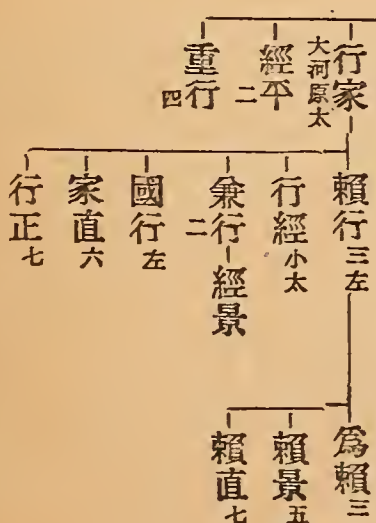 行家 大河原太
經平 二
重行 四
賴行 三左
行經 小太
兼行 二 經景
國行 左
家直 六
行正 七
爲賴 三
賴景 五
賴直 七